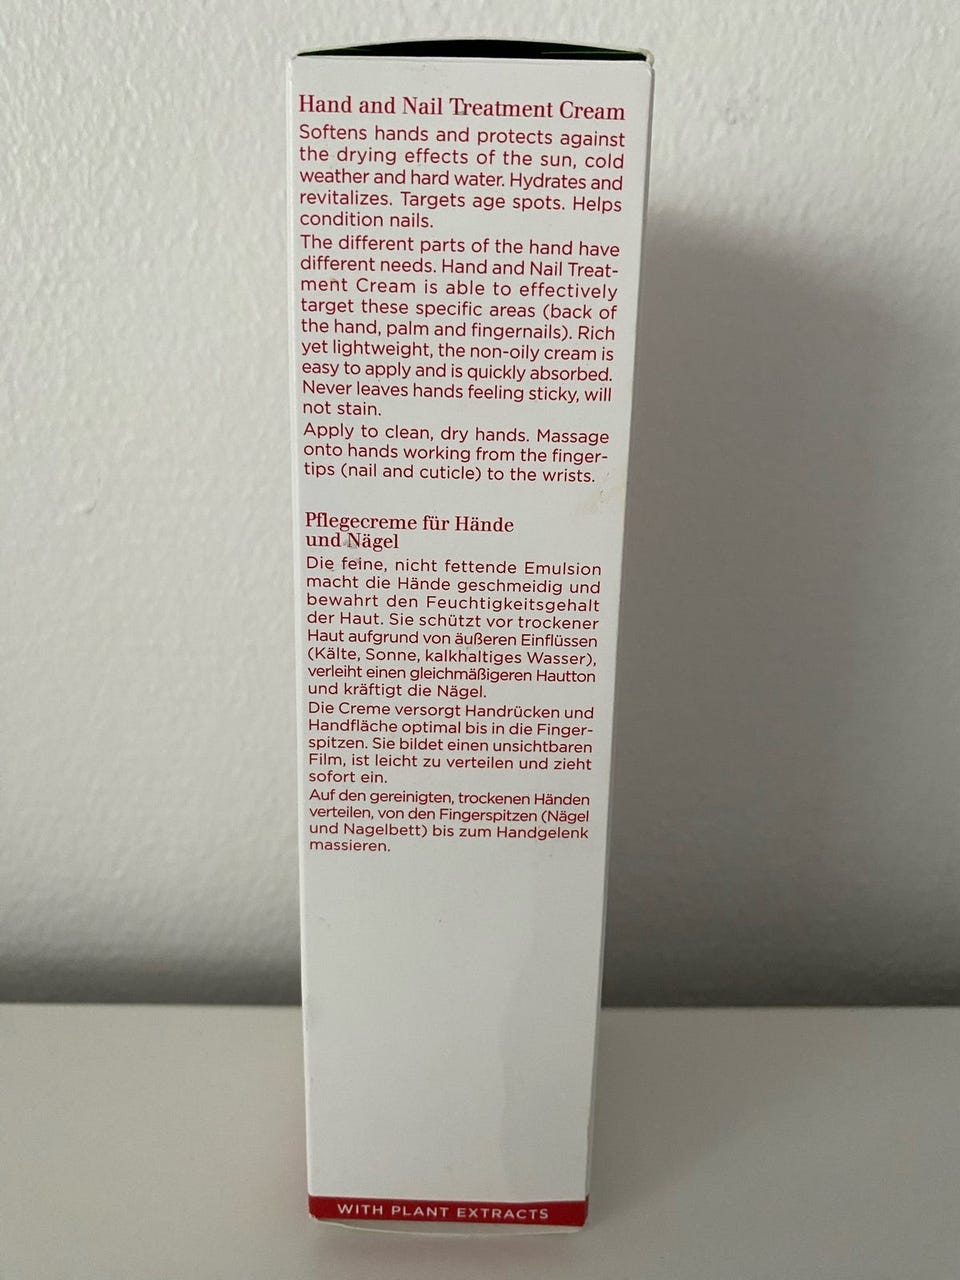 Hand and Nail Treatment Cream
Softens hands and protects against
the drying effects of the sun, cold
weather and hard water. Hydrates and
revitalizes. Targets age spots. Helps
condition nails.
The different parts of the hand have
different needs. Hand and Nail Treat-
ment Cream is able to effectively
target these specific areas (back of
the hand, palm and fingernails). Rich
yet lightweight, the non-oily cream is
easy to apply and is quickly absorbed.
Never leaves hands feeling sticky, will
not stain.
Apply to clean, dry hands. Massage
onto hands working from the finger-
tips (nail and cuticle) to the wrists.
Pflegecreme für Hände
und Nägel
Die feine, nicht fettende Emulsion
macht die Hände geschmeidig und
bewahrt den Feuchtigkeitsgehalt
der Haut. Sie schützt vor trockener
Haut aufgrund von äußeren Einflüssen
(Kälte, Sonne, kalkhaltiges Wasser),
verleiht einen gleichmäßigeren Hautton
und kräftigt die Nägel.
Die Creme versorgt Handrücken und
Handfläche optimal bis in die Finger-
spitzen. Sie bildet einen unsichtbaren
Film, ist leicht zu verteilen und zieht
sofort ein.
Auf den gereinigten, trockenen Händen
verteilen, von den Fingerspitzen (Nägel
und Nagelbett) bis zum Handgelenk
massieren.
WITH PLANT EXTRACTS